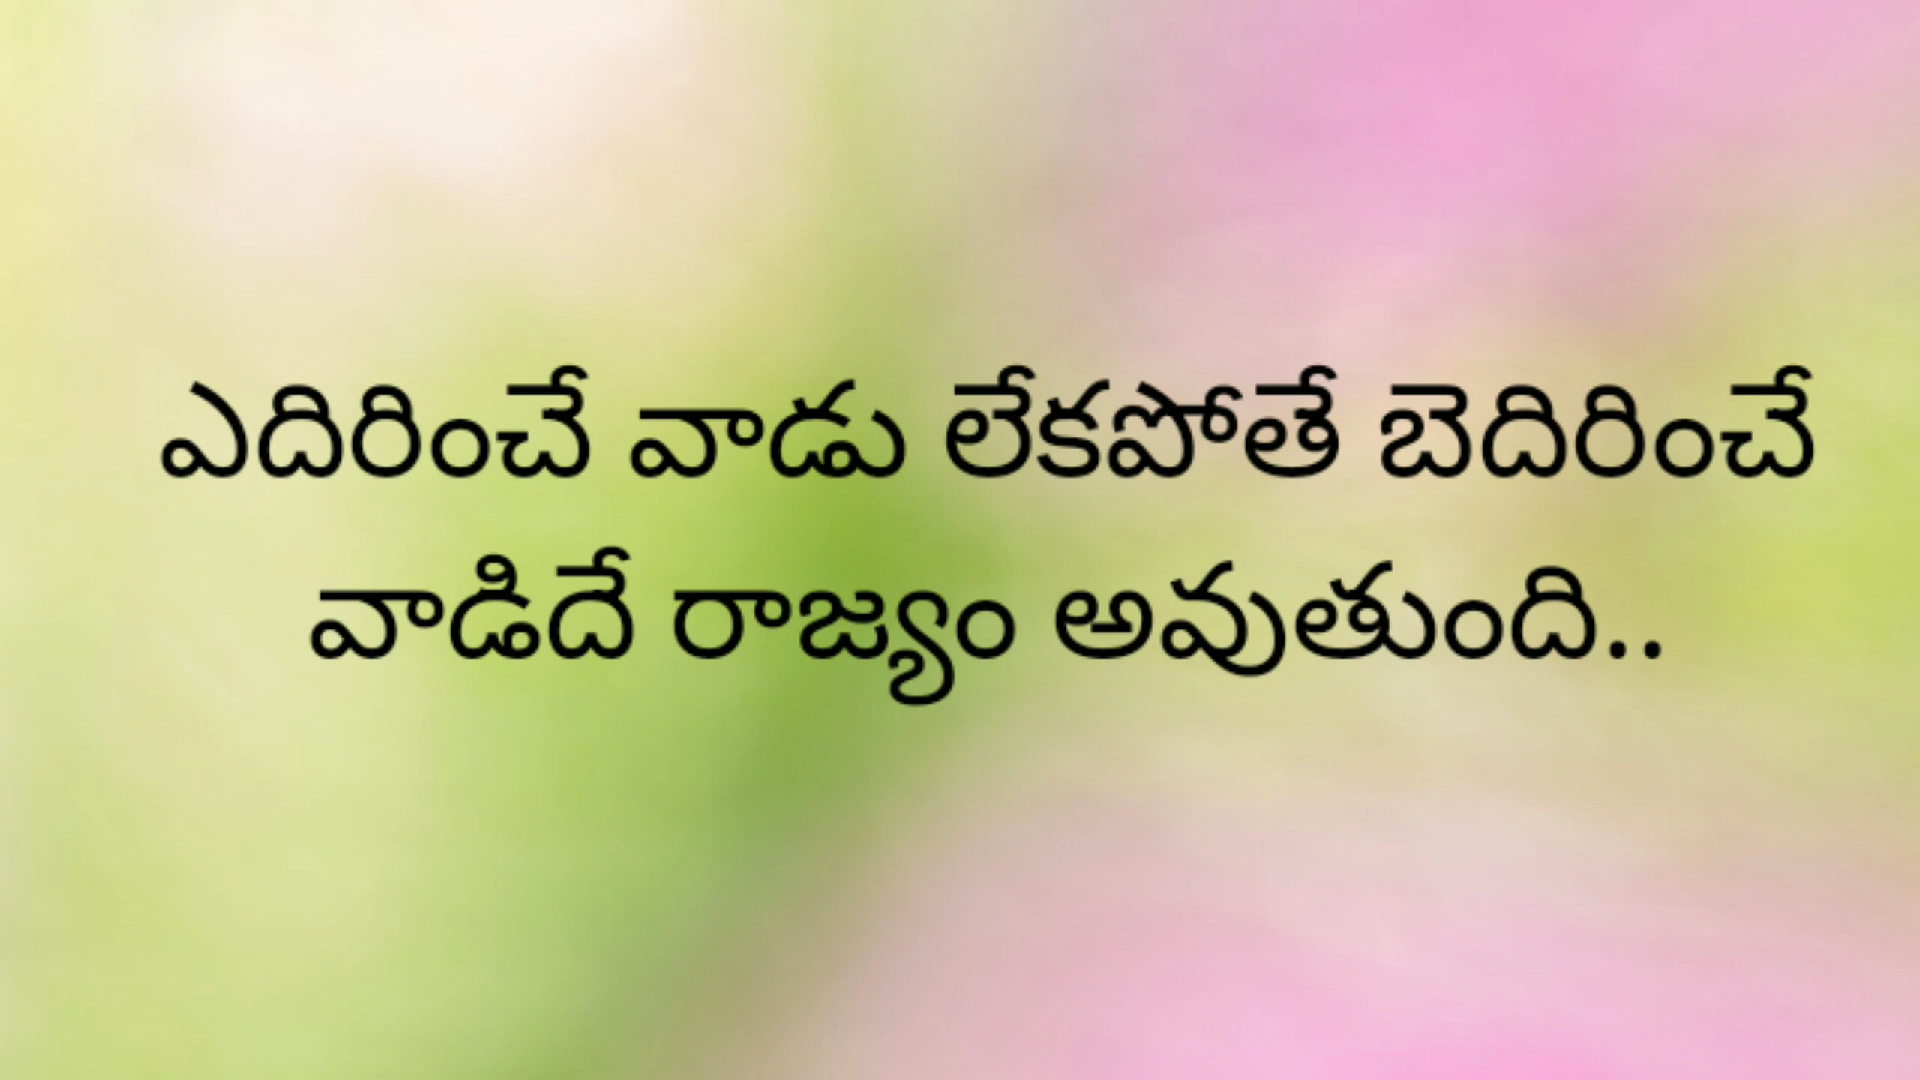 ఎదిరించే వాడు లేకపోతే బెదిరించే
వాడిదే రాజ్యం అవుతుంది..